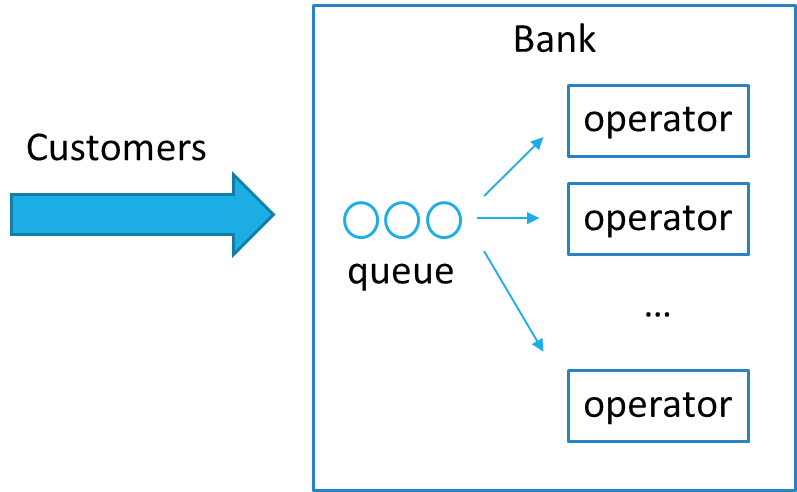 Bank
Customers
operator
operator
queue
...
operator